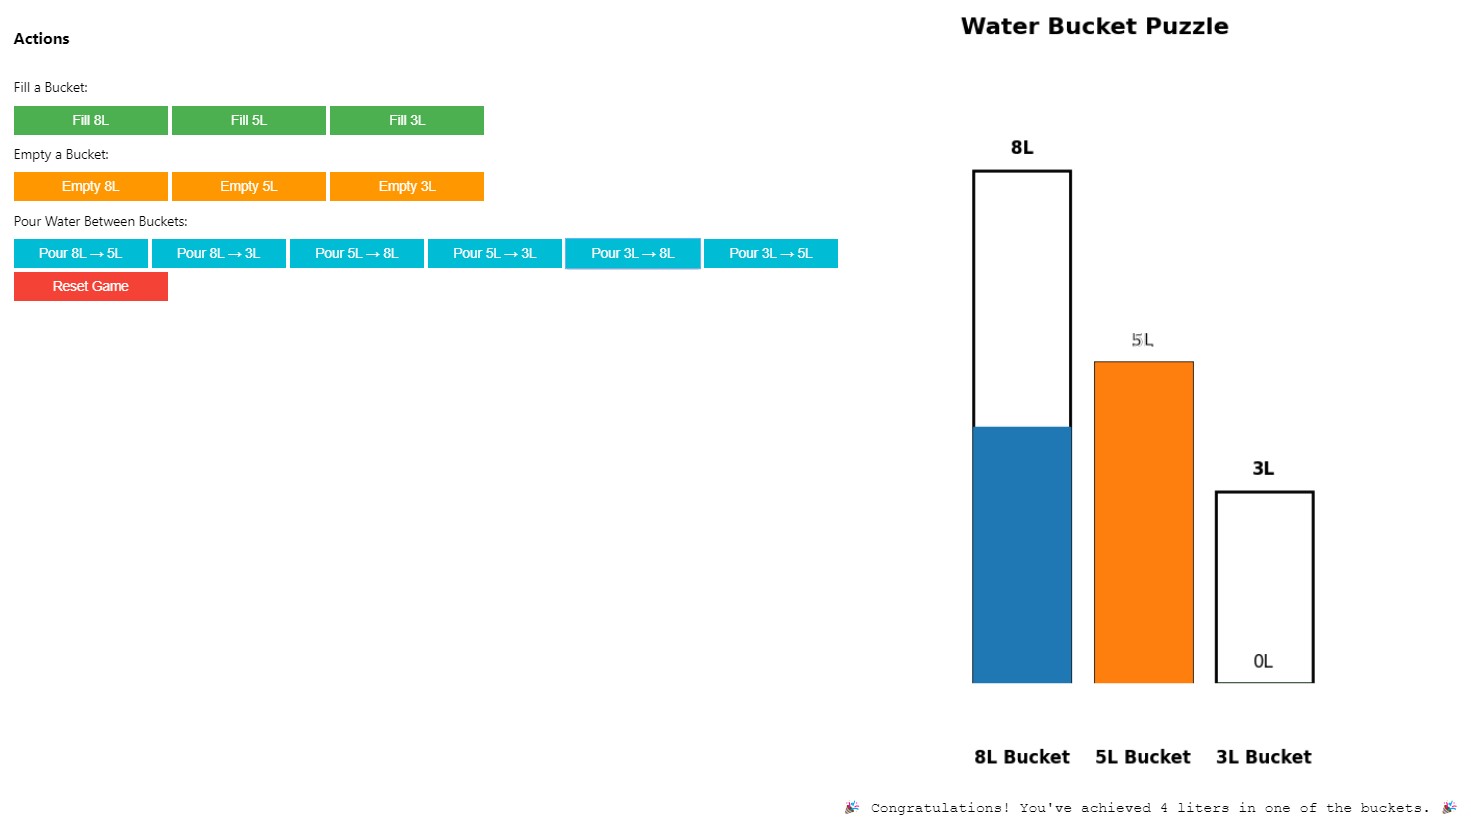 Actions
Fill a Bucket:
Fill 8L Fill 5L Fill 3L
Empty a Bucket:
Empty 8L Empty 5L Empty 3L
Pour Water Between Buckets:
Pour 8L → 5L Pour 8L → 3L Pour 5L → 8L Pour 5L → 3L Pour 3L → 8L Pour 3L → 5L
Reset Game
Water Bucket Puzzle
8L
5L
3L
0L
8L Bucket 5L Bucket 3L Bucket
🎉 Congratulations! You've achieved 4 liters in one of the buckets. 🎉